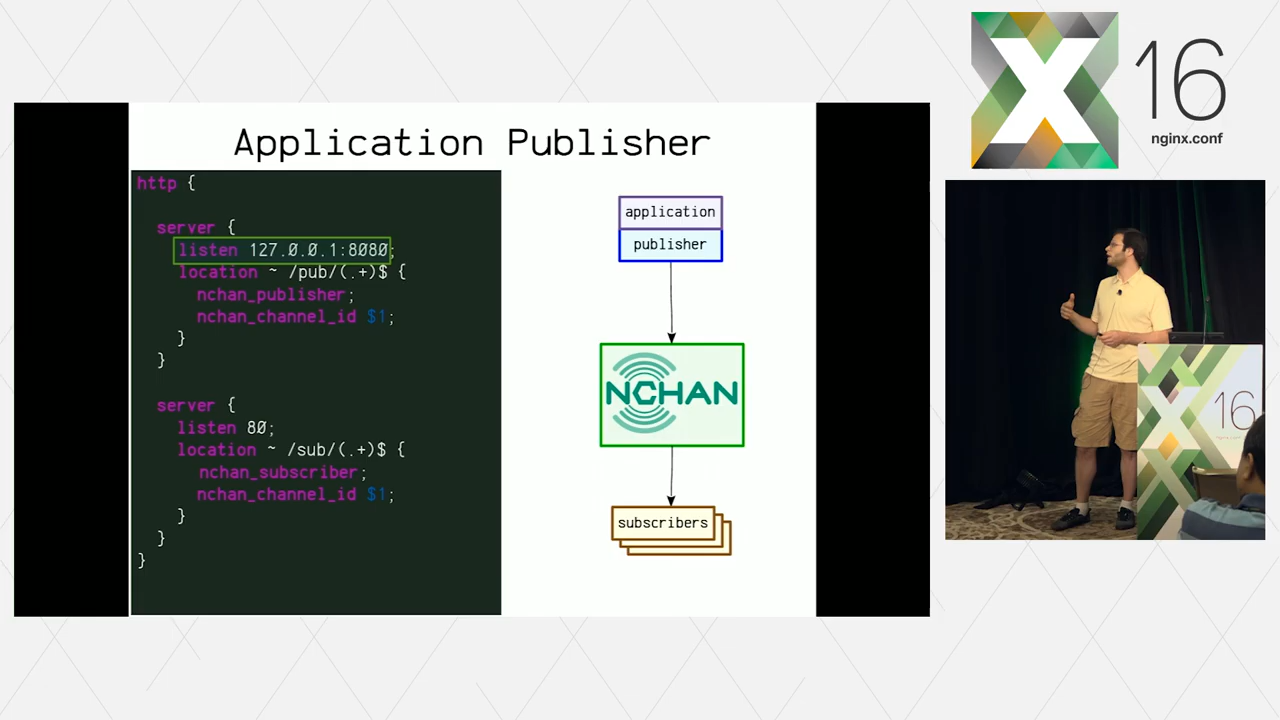 Application Publisher
http {
server {
listen 127.0.0.1:8080;
location ~ /pub/(.+)$ {
nchan_publisher;
nchan_channel_id $1;
}
}
server {
listen 80;
location ~ /sub/(.+)$ {
nchan_subscriber;
nchan_channel_id $1;
}
}
}
application
publisher
NCHAN
subscribers
X 16
nginx.conf
16